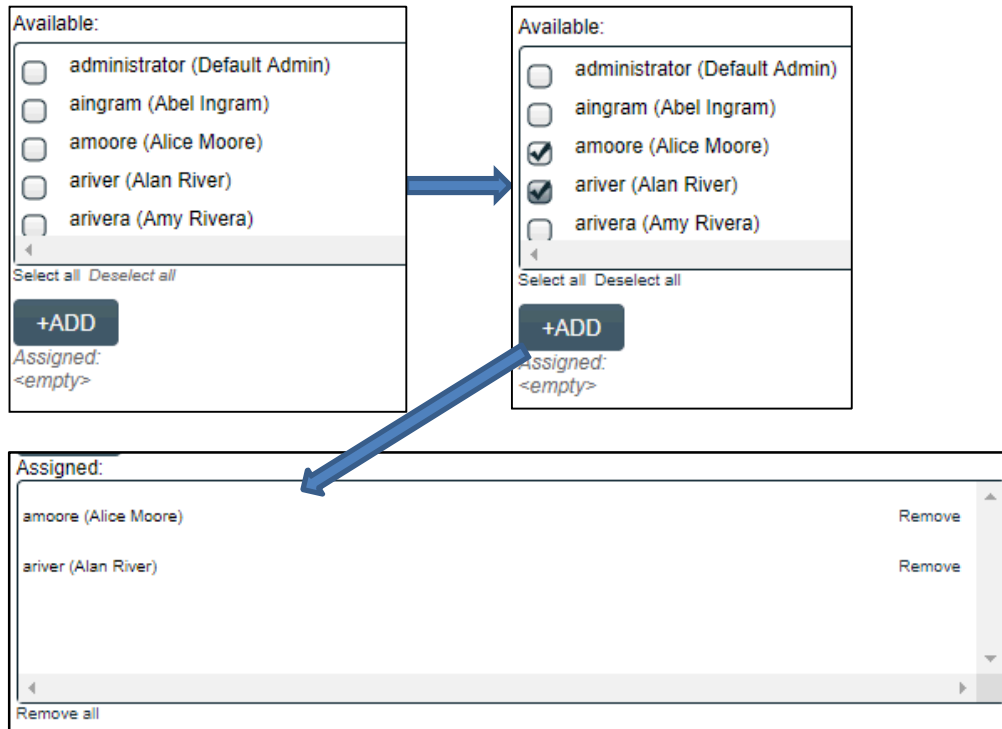 Available:
administrator (Default Admin)
aingram (Abel Ingram)
amoore (Alice Moore)
ariver (Alan River)
arivera (Amy Rivera)
Select all Deselect all
+ADD
Assigned:
<empty>
Available:
administrator (Default Admin)
aingram (Abel Ingram)
amoore (Alice Moore)
ariver (Alan River)
arivera (Amy Rivera)
Select all Deselect all
+ADD
Assigned:
<empty>
Assigned:
amoore (Alice Moore) Remove
ariver (Alan River) Remove
Remove all